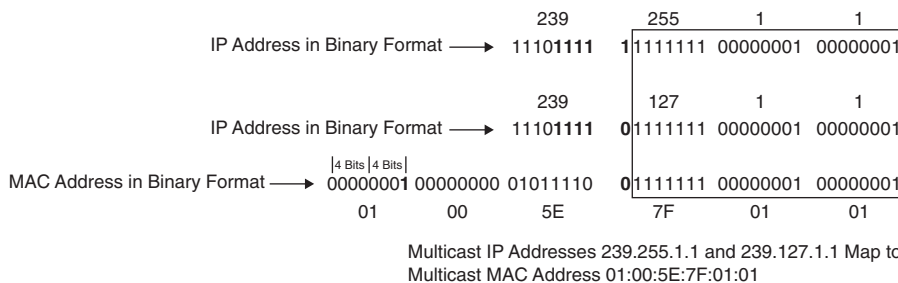 239 255 1 1
IP Address in Binary Format 11101111 11111111 00000001 00000001
239 127 1 1
IP Address in Binary Format 11101111 01111111 00000001 00000001
4 Bits 4 Bits
MAC Address in Binary Format 00000001 00000000 01011110 01111111 00000001 00000001
01 00 5E 7F 01 01
Multicast IP Addresses 239.255.1.1 and 239.127.1.1 Map to
Multicast MAC Address 01:00:5E:7F:01:01